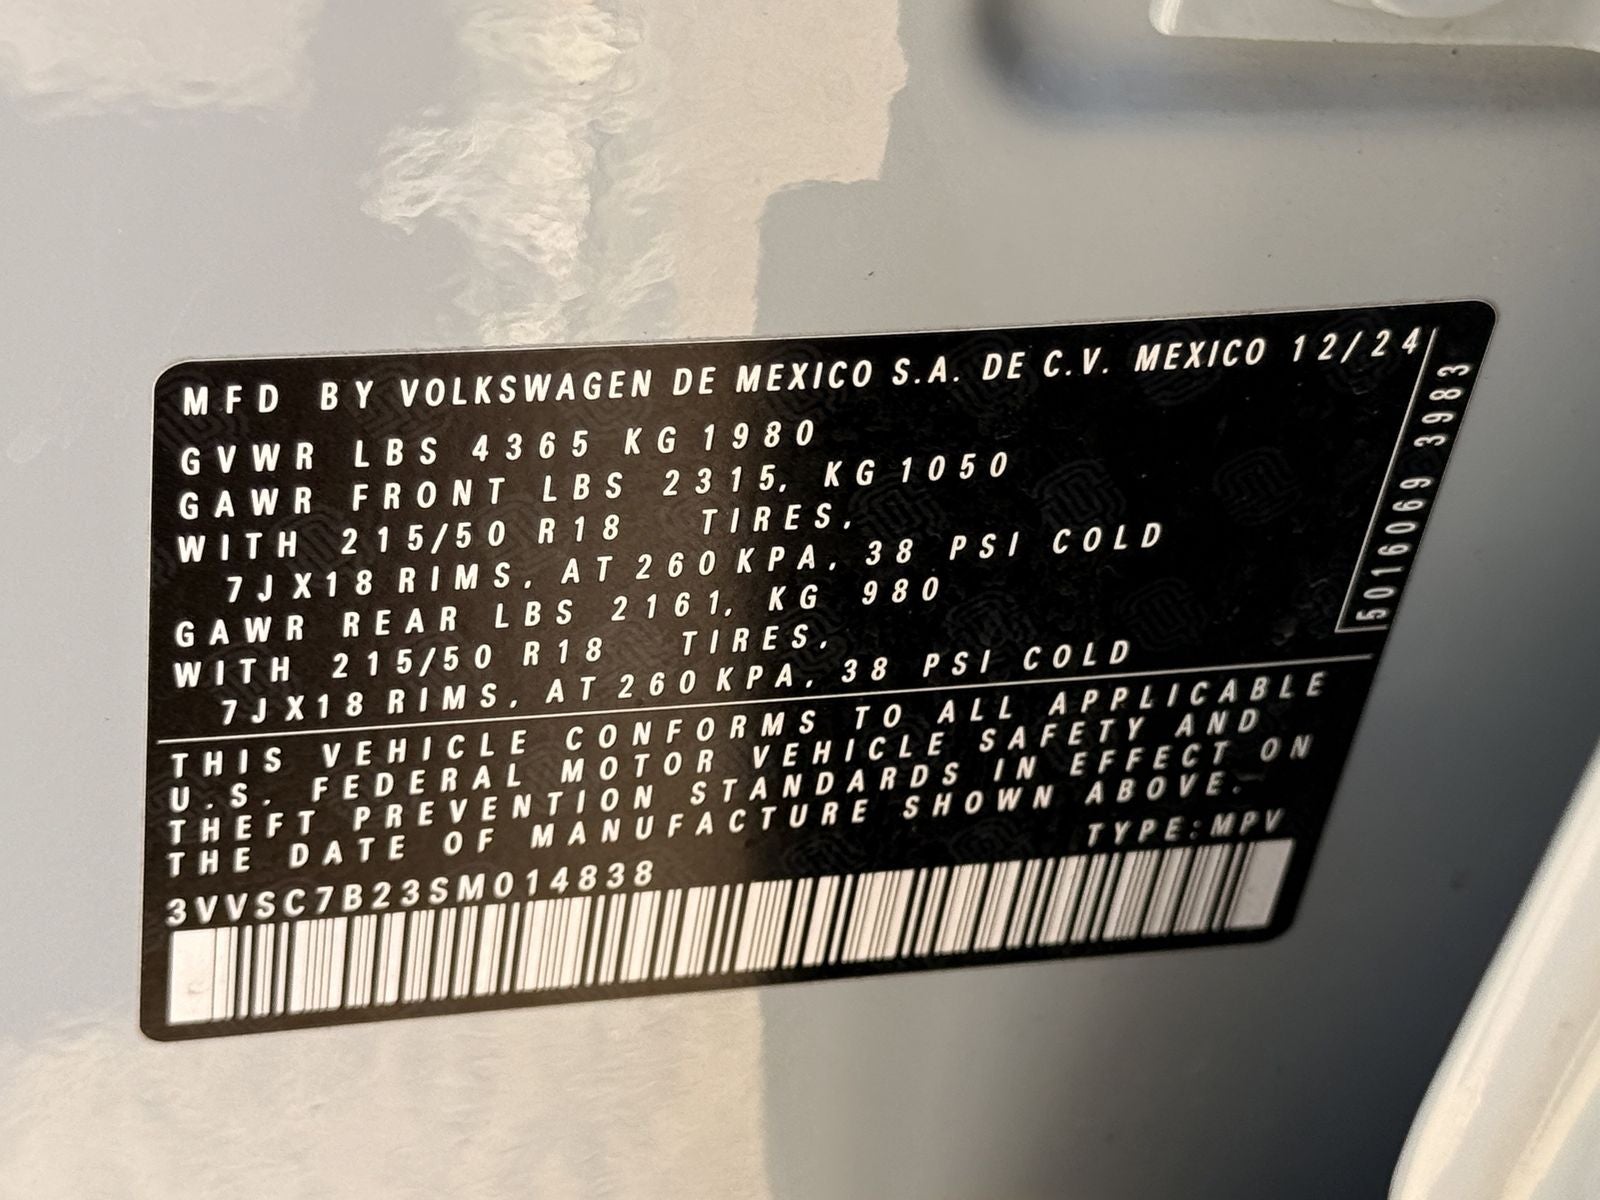 MFD BY VOLKSWAGEN DE MEXICO S.A. DE C.V. MEXICO 12/24
GVWR LBS 4365 KG 1980
GAWR FRONT LBS 2315, KG 1050
WITH 215/50 R18 TIRES,
7JX18 RIMS, AT 260 KPA, 38 PSI COLD
GAWR REAR LBS 2161, KG 980
WITH 215/50 R18 TIRES,
7JX18 RIMS, AT 260 KPA, 38 PSI COLD
5016069 3983
THIS VEHICLE CONFORMS TO ALL APPLICABLE
U.S. FEDERAL MOTOR VEHICLE SAFETY AND
THEFT PREVENTION STANDARDS IN EFFECT ON
THE DATE OF MANUFACTURE SHOWN ABOVE.
TYPE:MPV
3VVSC7B23SM014838